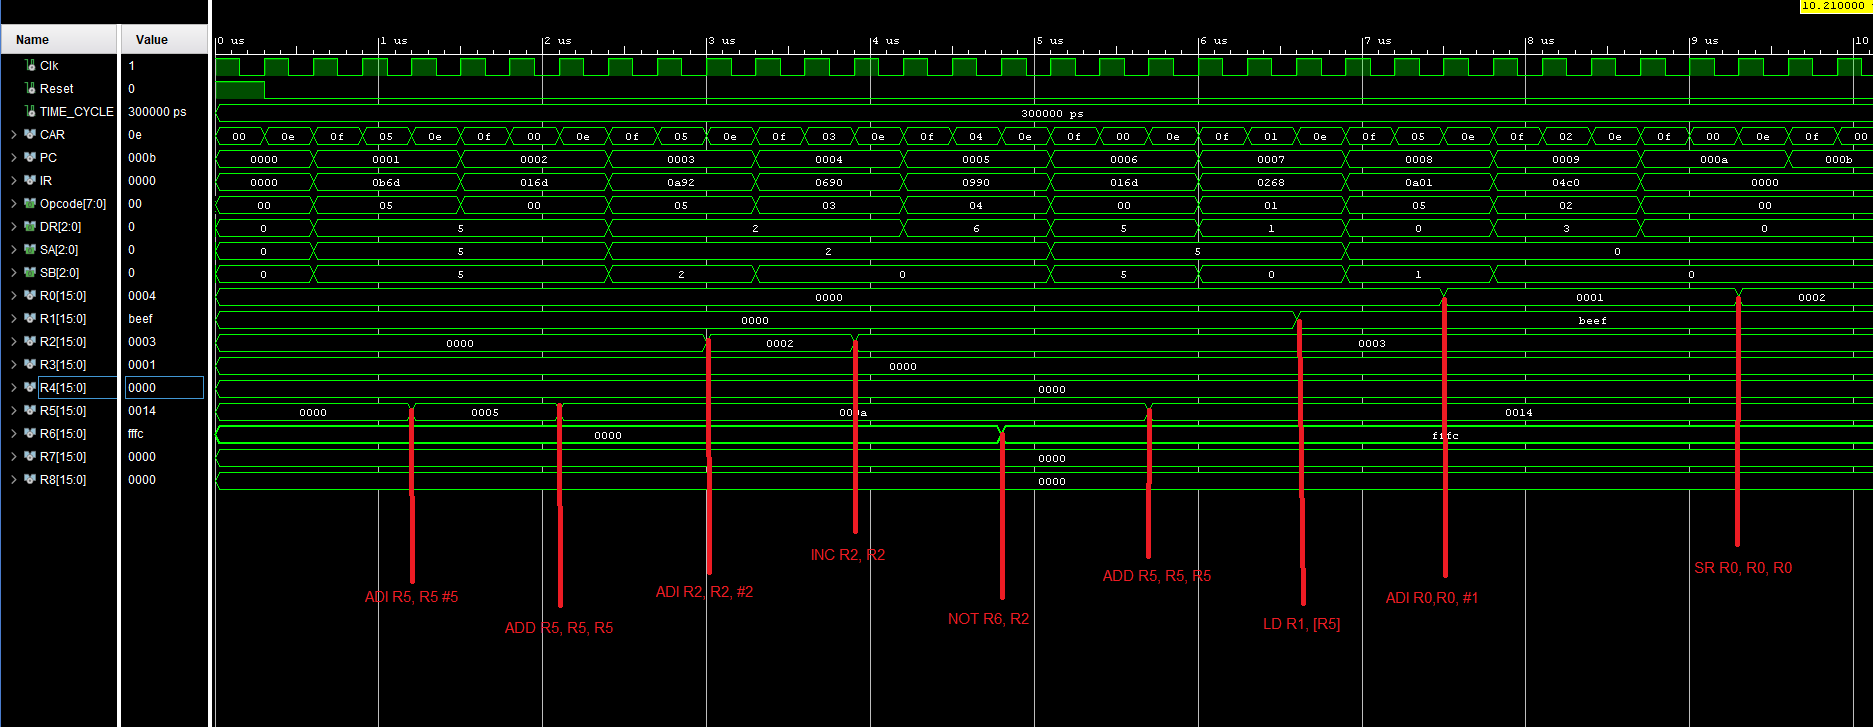 10.210000
Name Value
0 us 1 us 2 us 3 us 4 us 5 us 6 us 7 us 8 us 9 us 10
Clk 1
Reset 0
TIME_CYCLE 300000 ps 300000 ps
CAR 0e 00 0e 0f 05 0e 0f 00 0e 0f 05 0e 0f 03 0e 0f 04 0e 0f 00 0e 0f 01 0e 0f 05 0e 0f 02 0e 0f 00 0e 0f 00
PC 000b 0000 0001 0002 0003 0004 0005 0006 0007 0008 0009 000a 000b
IR 0000 0000 0b6d 016d 0a92 0690 0990 016d 0268 0a01 04c0 0000
Opcode[7:0] 00 00 05 00 05 03 04 00 01 05 02 00
DR[2:0] 0 0 5 2 6 5 1 0 3 0
SA[2:0] 0 0 5 2 5 0
SB[2:0] 0 0 5 2 0 5 0 1 0
R0[15:0] 0004 0000 0001 0002
R1[15:0] beef 0000 beef
R2[15:0] 0003 0000 0002 0003
R3[15:0] 0001 0000
R4[15:0] 0000 0000
R5[15:0] 0014 0000 0005 000a 0014
R6[15:0] fffc 0000 fffc
R7[15:0] 0000 0000
R8[15:0] 0000 0000
INC R2, R2
SR R0, R0, R0
ADD R5, R5, R5
ADI R2, R2, #2
ADI R5, R5 #5
ADI R0,R0, #1
NOT R6, R2
LD R1, [R5]
ADD R5, R5, R5